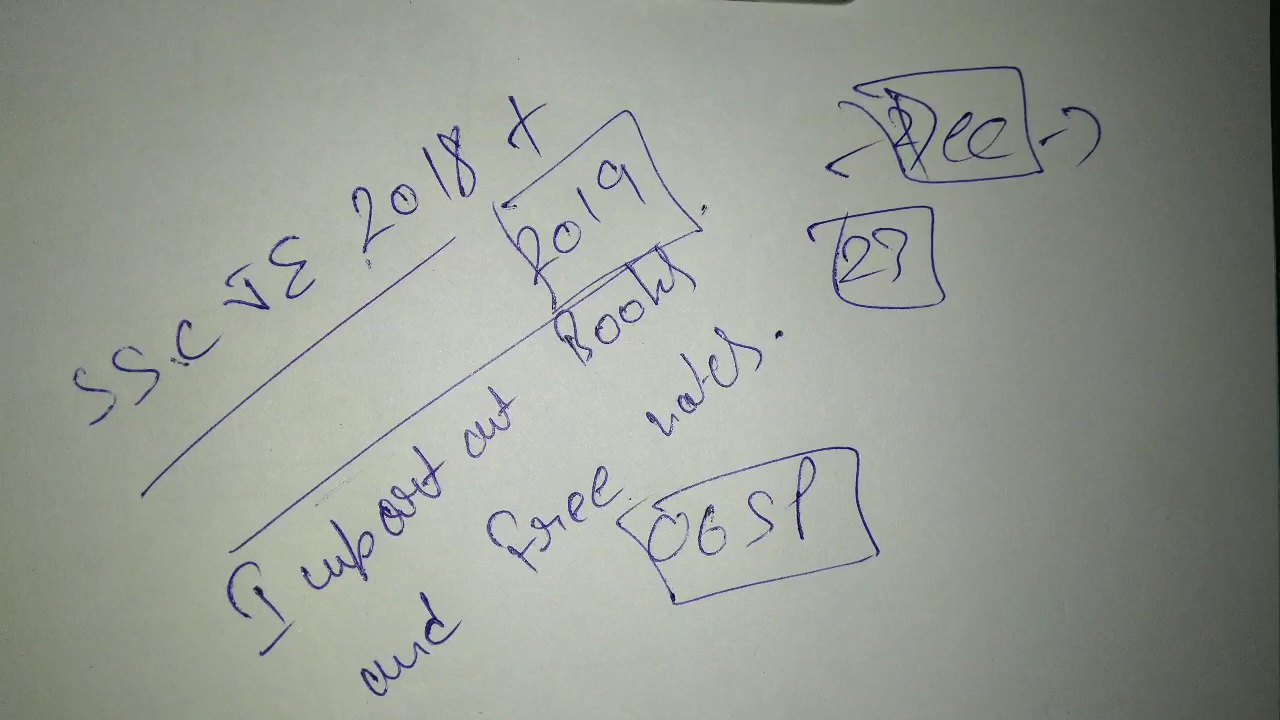 SSC JE 2018 +
2019
Important Books
and Free notes.
Dec
23
OGSP